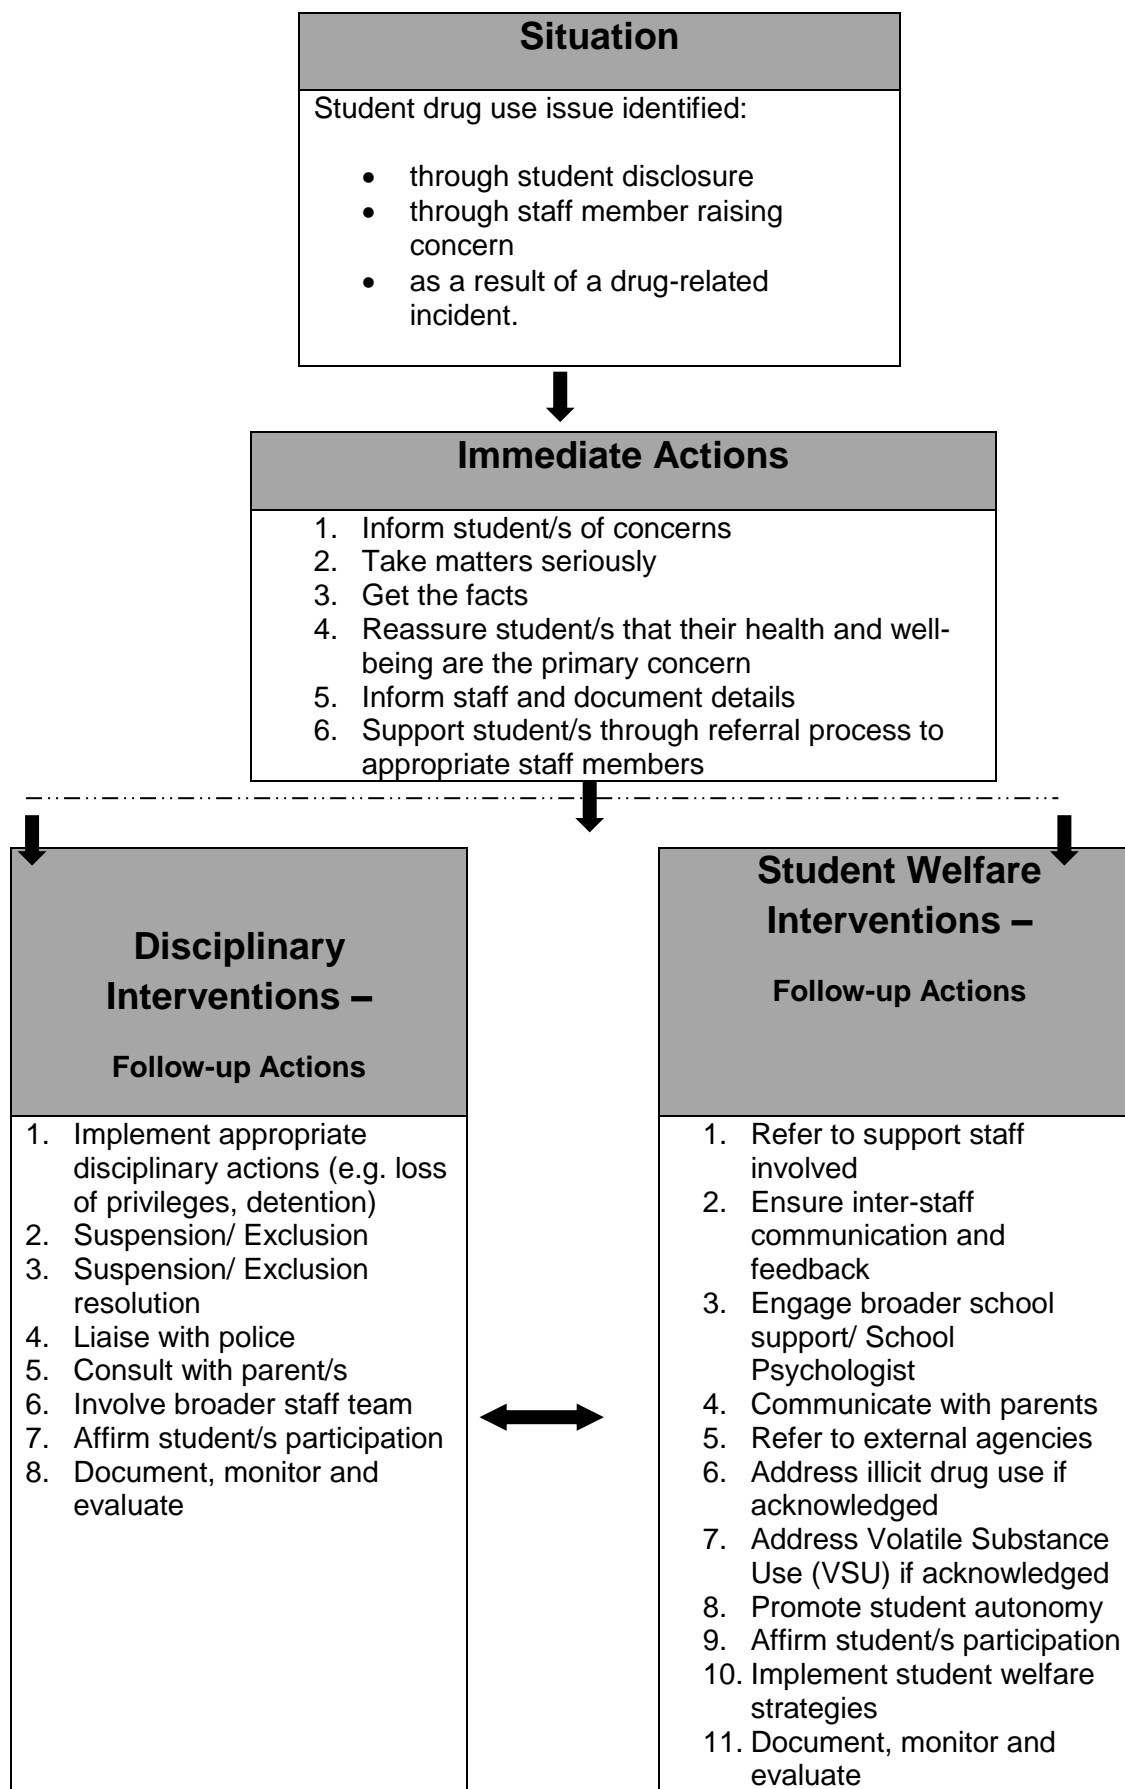 Situation
Student drug use issue identified:
• through student disclosure
• through staff member raising
concern
• as a result of a drug-related
incident.
Immediate Actions
1. Inform student/s of concerns
2. Take matters seriously
3. Get the facts
4. Reassure student/s that their health and well-
being are the primary concern
5. Inform staff and document details
6. Support student/s through referral process to
appropriate staff members
Disciplinary
Interventions –
Follow-up Actions
1. Implement appropriate
disciplinary actions (e.g. loss
of privileges, detention)
2. Suspension/ Exclusion
3. Suspension/ Exclusion
resolution
4. Liaise with police
5. Consult with parent/s
6. Involve broader staff team
7. Affirm student/s participation
8. Document, monitor and
evaluate
Student Welfare
Interventions –
Follow-up Actions
1. Refer to support staff
involved
2. Ensure inter-staff
communication and
feedback
3. Engage broader school
support/ School
Psychologist
4. Communicate with parents
5. Refer to external agencies
6. Address illicit drug use if
acknowledged
7. Address Volatile Substance
Use (VSU) if acknowledged
8. Promote student autonomy
9. Affirm student/s participation
10. Implement student welfare
strategies
11. Document, monitor and
evaluate